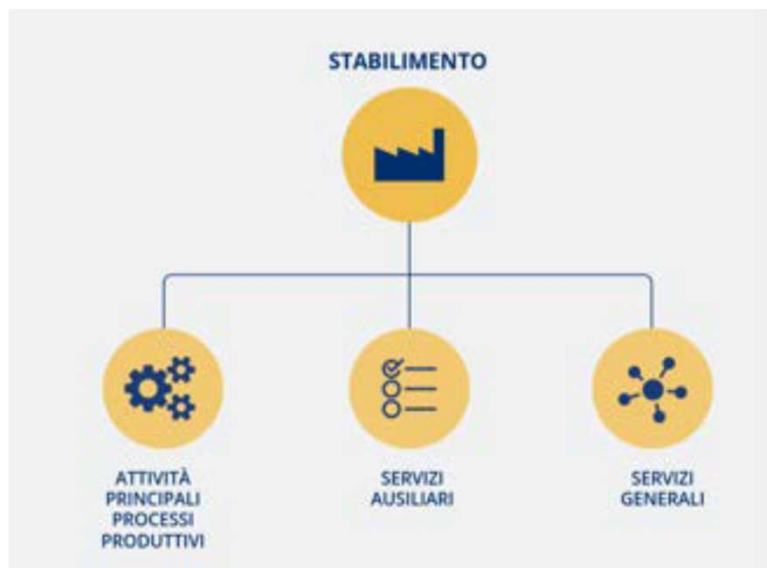 STABILIMENTO
ATTIVITÀ
PRINCIPALI
PROCESSI
PRODUTTIVI
SERVIZI
AUSILIARI
SERVIZI
GENERALI